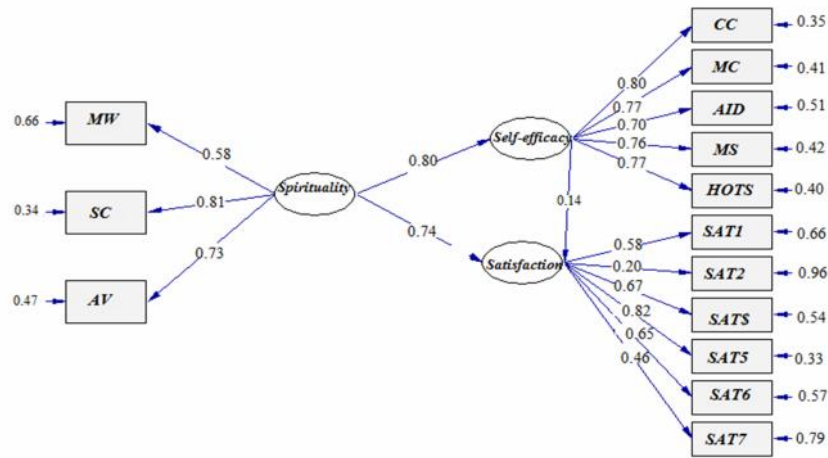 CC 0.35
0.80
MC 0.41
0.77
0.66 MW
AID 0.51
0.70
0.58
Self-efficacy
0.76
MS 0.42
0.80
0.77
Spirituality
HOTS 0.40
0.34 SC
0.81
0.14
0.74
0.58
SAT1 0.66
0.73
Satisfaction
0.20
SAT2 0.96
0.67
0.47 AV
SATS 0.54
0.82
0.65
SAT5 0.33
0.46
SAT6 0.57
SAT7 0.79